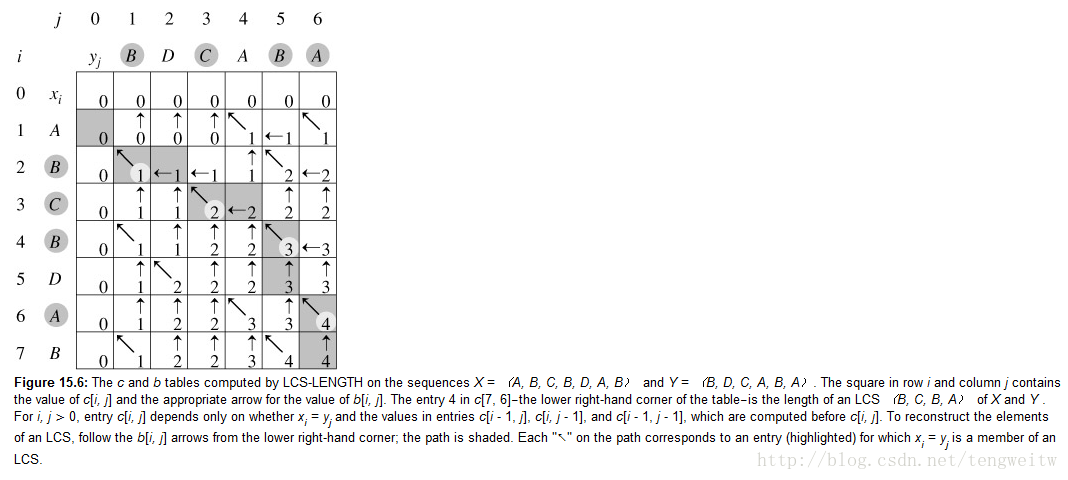 j 0 1 2 3 4 5 6
i yj B D C A B A
0 xi 0 0 0 0 0 0 0
1 A 0 0 0 0 1 1 1
2 B 0 1 1 1 1 2 2
3 C 0 1 1 2 2 2 2
4 B 0 1 1 2 2 3 3
5 D 0 1 2 2 2 3 3
6 A 0 1 2 2 3 3 4
7 B 0 1 2 2 3 4 4
Figure 15.6: The c and b tables computed by LCS-LENGTH on the sequences X = 〈A, B, C, B, D, A, B〉 and Y = 〈B, D, C, A, B, A〉. The square in row i and column j contains
the value of c[i, j] and the appropriate arrow for the value of b[i, j]. The entry 4 in c[7, 6]-the lower right-hand corner of the table-is the length of an LCS 〈B, C, B, A〉 of X and Y.
For i, j > 0, entry c[i, j] depends only on whether xi = yj and the values in entries c[i - 1, j], c[i, j - 1], and c[i - 1, j - 1], which are computed before c[i, j]. To reconstruct the elements
of an LCS, follow the b[i, j] arrows from the lower right-hand corner; the path is shaded. Each "↖" on the path corresponds to an entry (highlighted) for which xi = yj is a member of an
LCS.
http://blog.csdn.net/tengweitw